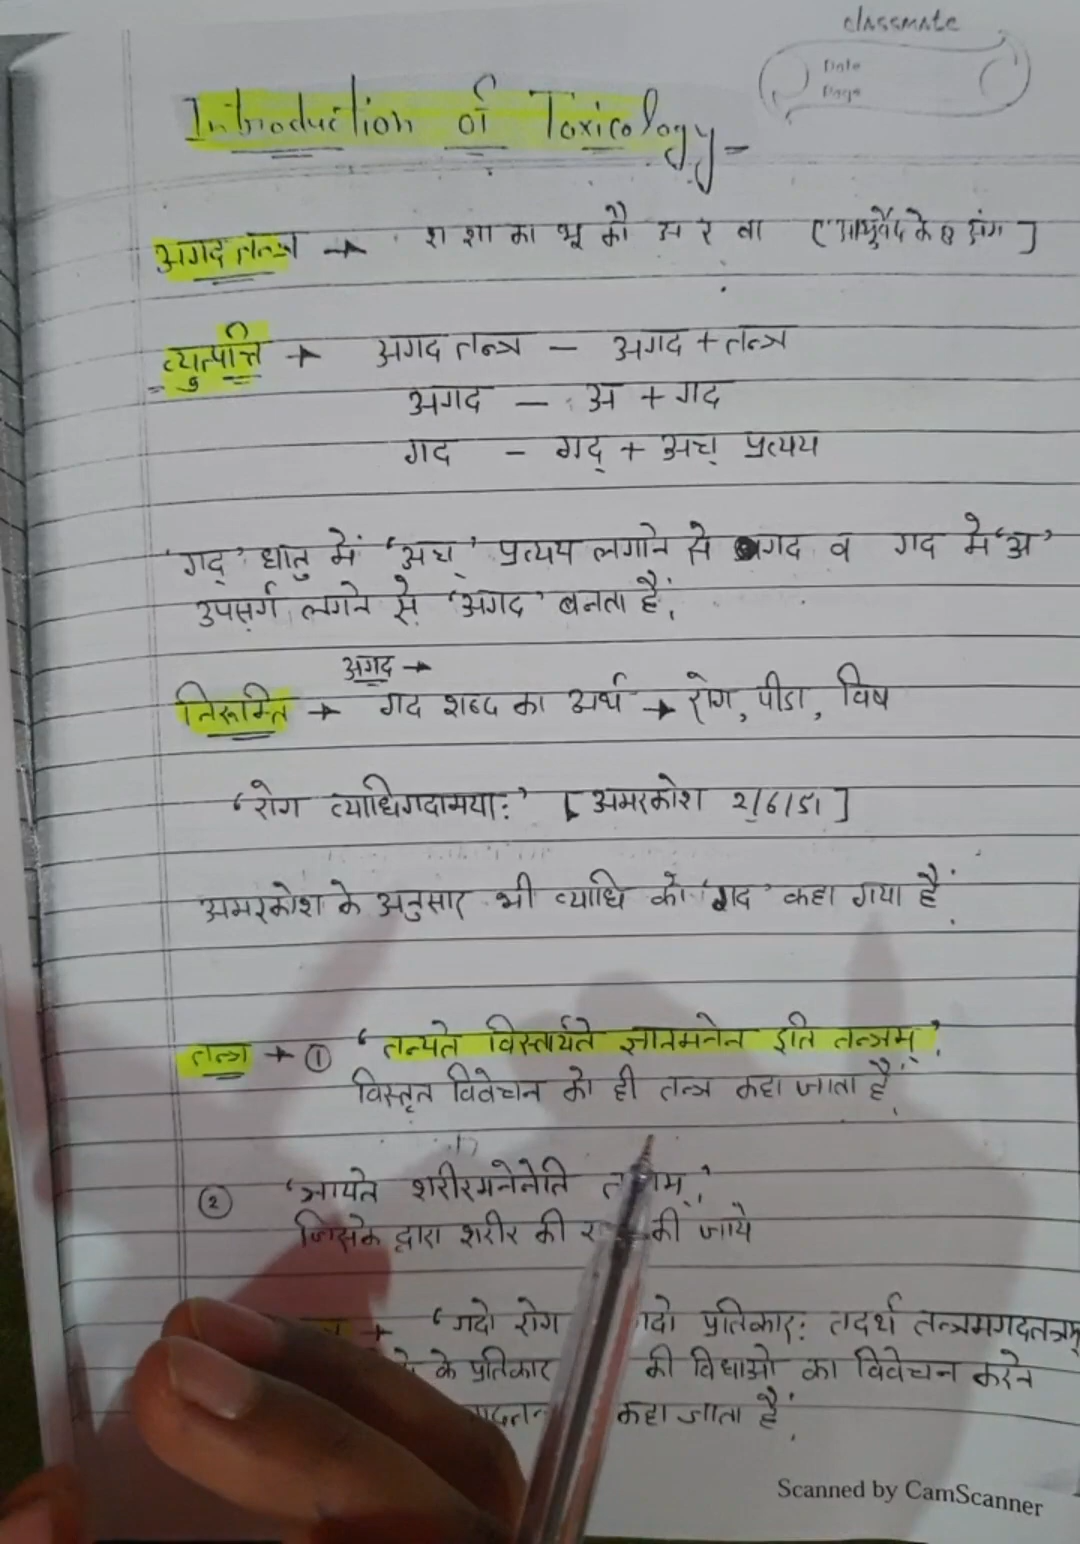 classmate
Date
Page
Introduction of Toxicology -
अगद तन्त्र → श शा का भू कौ अ र वा [आयुर्वेद के 8 अंग]
व्युत्पत्ति → अगद तन्त्र - अगद + तन्त्र
अगद - अ + गद
गद - गद् + अच् प्रत्यय
'गद्' धातु में 'अच्' प्रत्यय लगाने से गद व गद मे 'अ'
उपसर्ग लगने से 'अगद' बनता है।
अगद →
निरूक्ति → गद शब्द का अर्थ → रोग, पीडा, विष
'रोग व्याधिगदामयाः' [अमरकोश 2/6/51]
अमरकोश के अनुसार भी व्याधि को 'गद' कहा गया है।
तन्त्र → ① 'तन्यते विस्तार्यते ज्ञानमनेन इति तन्त्रम्'
विस्तृत विवेचन को ही तन्त्र कहा जाता है।
② 'त्रायते शरीरमनेनेति
जिसके द्वारा शरीर की की जाये
→ 'गदो रोग प्रतिकारः तदर्थ तन्त्रमगदतन्त्रम्
के प्रतिकार की विधाओ का विवेचन करने
कहा जाता है।
Scanned by CamScanner